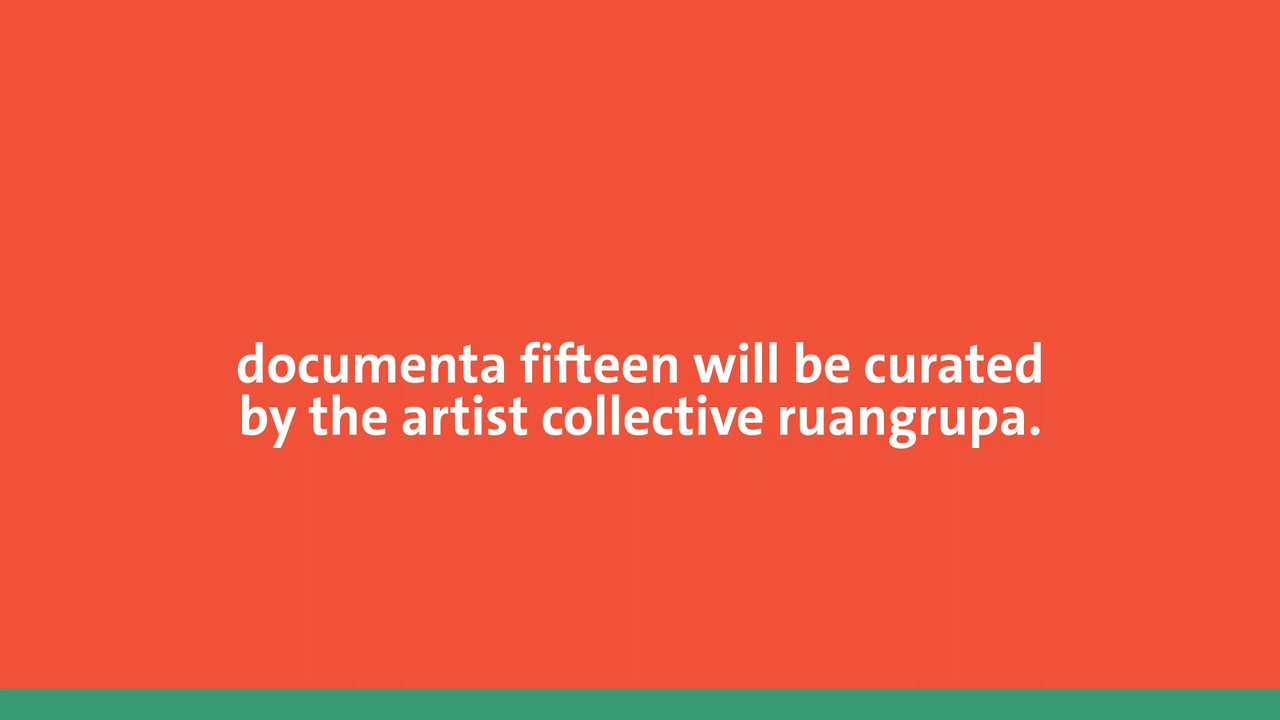 documenta fifteen will be curated
by the artist collective ruangrupa.